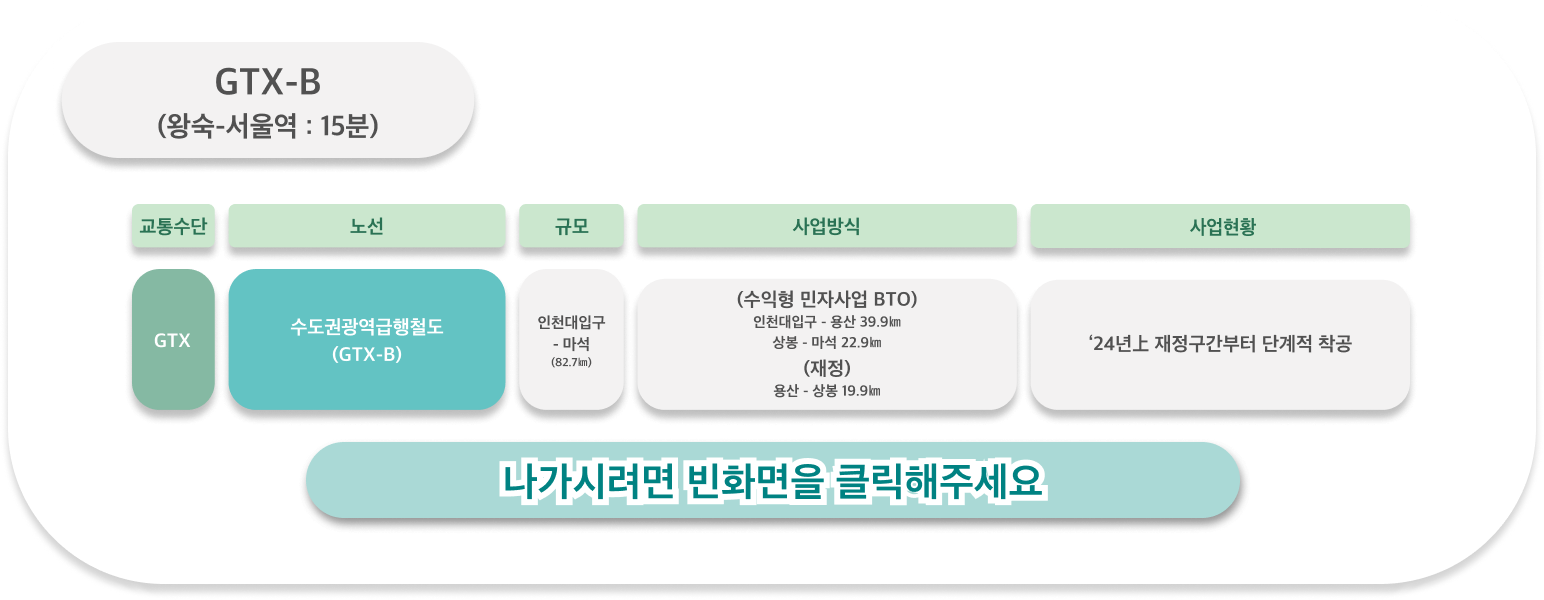 GTX-B
(왕숙-서울역 : 15분)
교통수단
노선
규모
사업방식
사업현황
GTX
수도권광역급행철도
(GTX-B)
인천대입구
- 마석
(82.7㎞)
(수익형 민자사업 BTO)
인천대입구 - 용산 39.9㎞
상봉 - 마석 22.9㎞
(재정)
용산 - 상봉 19.9㎞
‘24년上 재정구간부터 단계적 착공
나가시려면 빈화면을 클릭해주세요